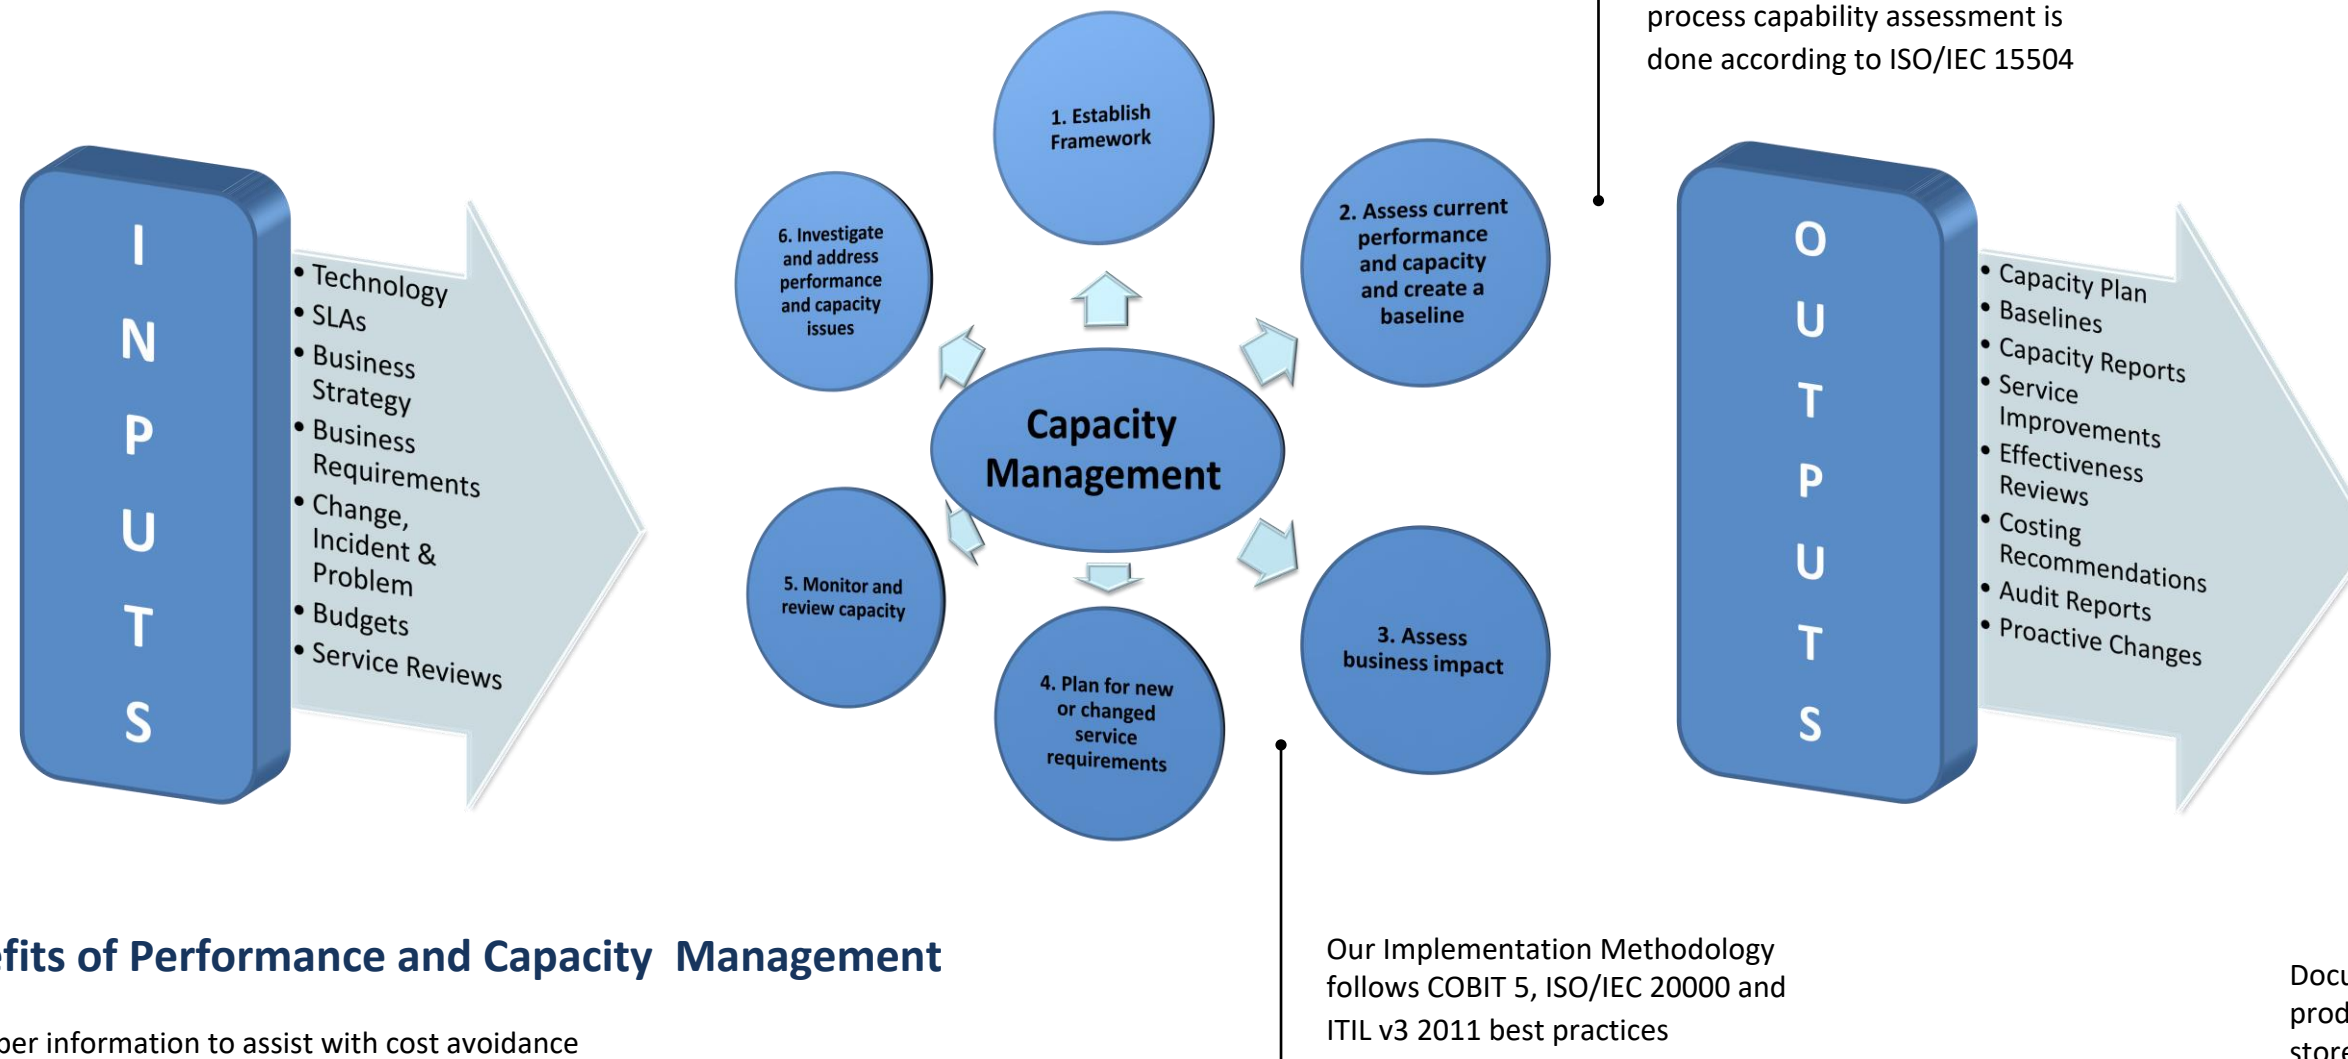 process capability assessment is
done according to ISO/IEC 15504
I
N
P
U
T
S
• Technology
• SLAs
• Business
Strategy
• Business
Requirements
• Change,
Incident &
Problem
• Budgets
• Service Reviews
1. Establish
Framework
2. Assess current
performance
and capacity
and create a
baseline
3. Assess
business impact
4. Plan for new
or changed
service
requirements
5. Monitor and
review capacity
6. Investigate
and address
performance
and capacity
issues
Capacity
Management
O
U
T
P
U
T
S
• Capacity Plan
• Baselines
• Capacity Reports
• Service
Improvements
• Effectiveness
Reviews
• Costing
Recommendations
• Audit Reports
• Proactive Changes
of Performance and Capacity Management
information to assist with cost avoidance
Our Implementation Methodology
follows COBIT 5, ISO/IEC 20000 and
ITIL v3 2011 best practices